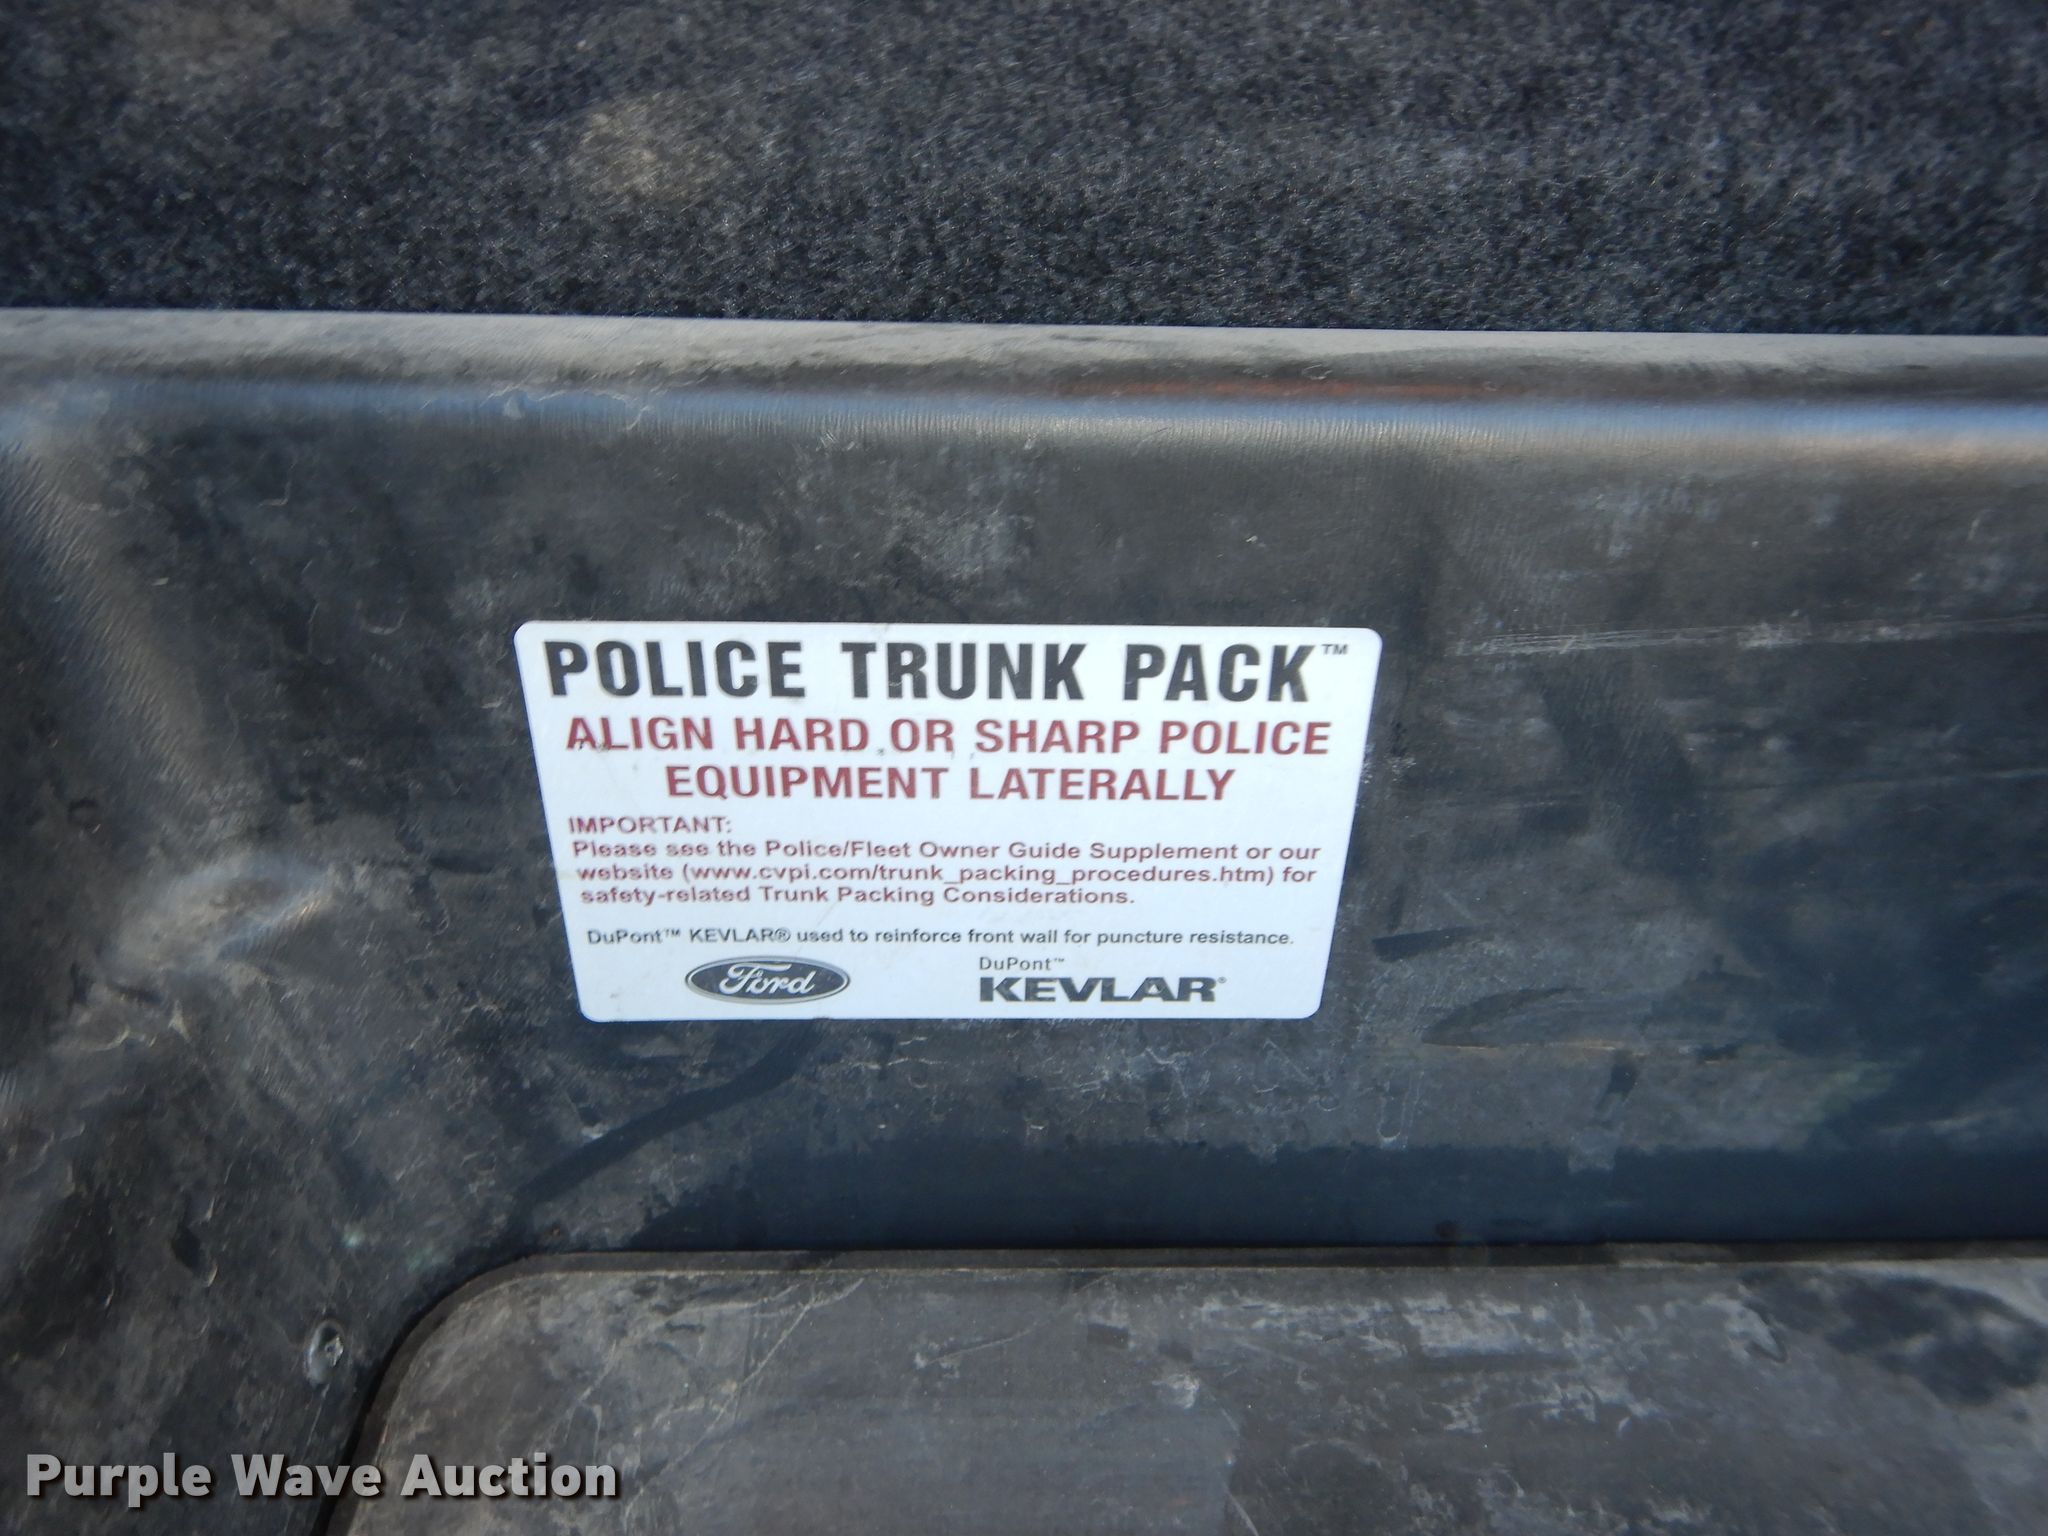 POLICE TRUNK PACK™
ALIGN HARD OR SHARP POLICE
EQUIPMENT LATERALLY
IMPORTANT:
Please see the Police/Fleet Owner Guide Supplement or our
website (www.cvpi.com/trunk_packing_procedures.htm) for
safety-related Trunk Packing Considerations.
DuPont™ KEVLAR® used to reinforce front wall for puncture resistance.
Ford
DuPont™
KEVLAR®
Purple Wave Auction